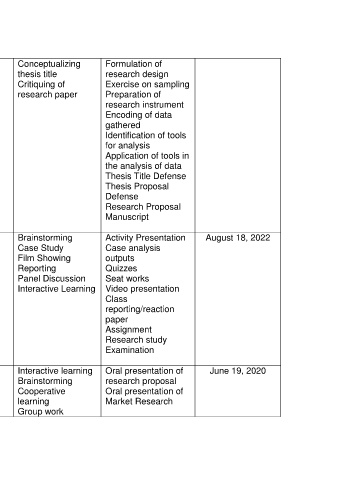 Conceptualizing
thesis title
Critiquing of
research paper
Formulation of
research design
Exercise on sampling
Preparation of
research instrument
Encoding of data
gathered
Identification of tools
for analysis
Application of tools in
the analysis of data
Thesis Title Defense
Thesis Proposal
Defense
Research Proposal
Manuscript
Brainstorming
Case Study
Film Showing
Reporting
Panel Discussion
Interactive Learning
Activity Presentation
Case analysis
outputs
Quizzes
Seat works
Video presentation
Class
reporting/reaction
paper
Assignment
Research study
Examination
August 18, 2022
Interactive learning
Brainstorming
Cooperative
learning
Group work
Oral presentation of
research proposal
Oral presentation of
Market Research
June 19, 2020